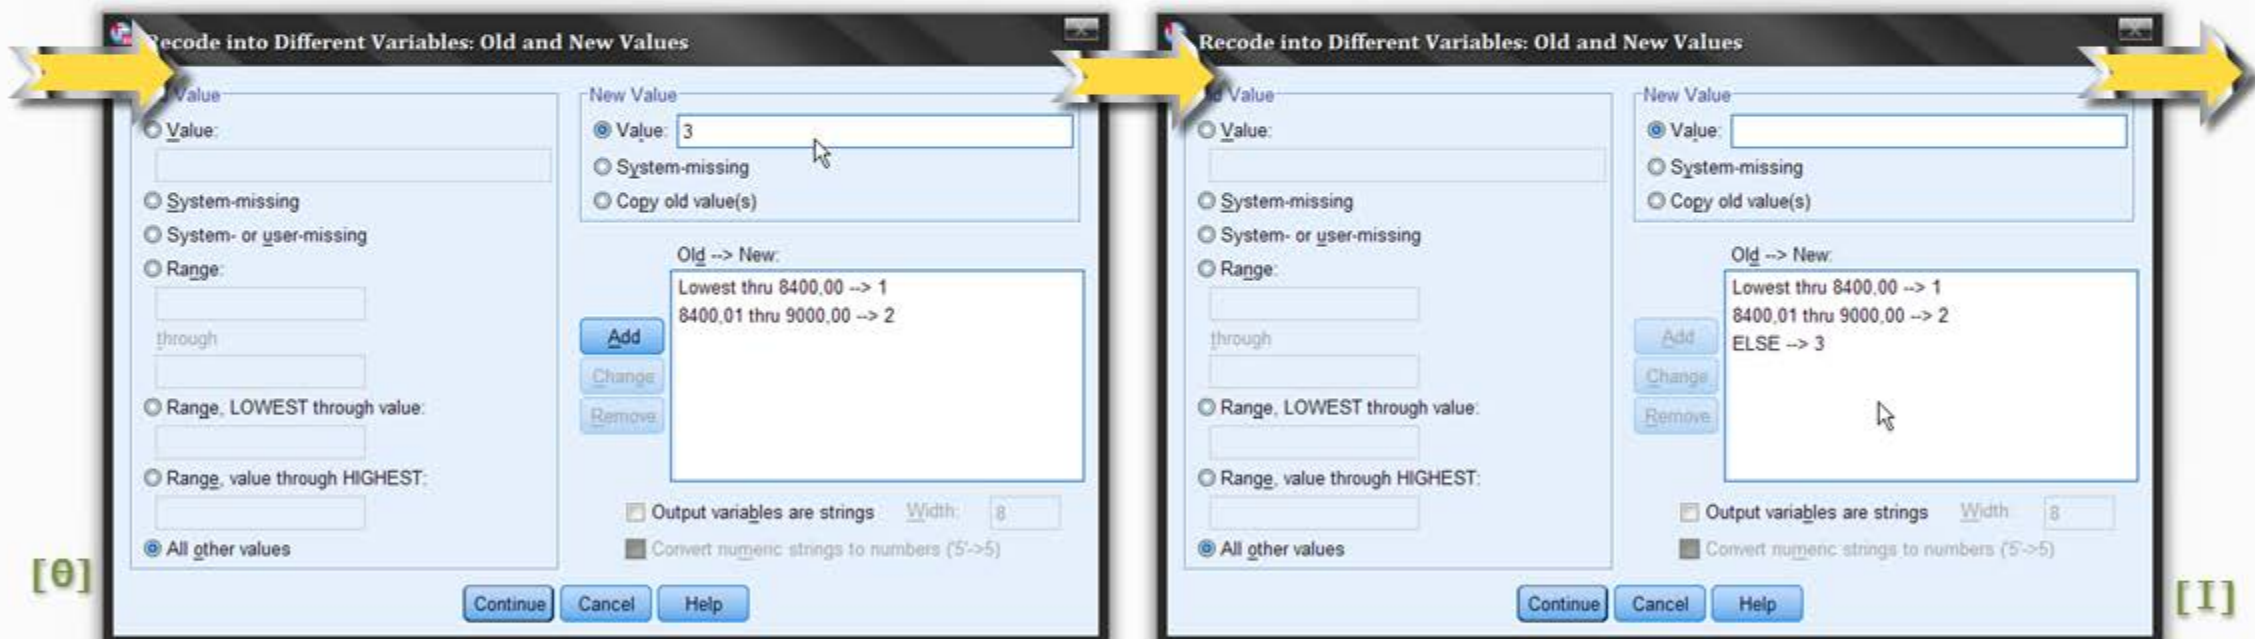 Recode into Different Variables: Old and New Values
Value
Value:
System-missing
System- or user-missing
Range:
through
Range, LOWEST through value:
Range, value through HIGHEST:
All other values
New Value
Value: 3
System-missing
Copy old value(s)
Old --> New:
Lowest thru 8400,00 --> 1
8400,01 thru 9000,00 --> 2
Add
Change
Remove
Output variables are strings Width: 8
Convert numeric strings to numbers ('5'->5)
Continue Cancel Help
[θ]
Recode into Different Variables: Old and New Values
Value
Value:
System-missing
System- or user-missing
Range:
through
Range, LOWEST through value:
Range, value through HIGHEST:
All other values
New Value
Value:
System-missing
Copy old value(s)
Old --> New:
Lowest thru 8400,00 --> 1
8400,01 thru 9000,00 --> 2
ELSE --> 3
Add
Change
Remove
Output variables are strings Width: 8
Convert numeric strings to numbers ('5'->5)
Continue Cancel Help
[I]